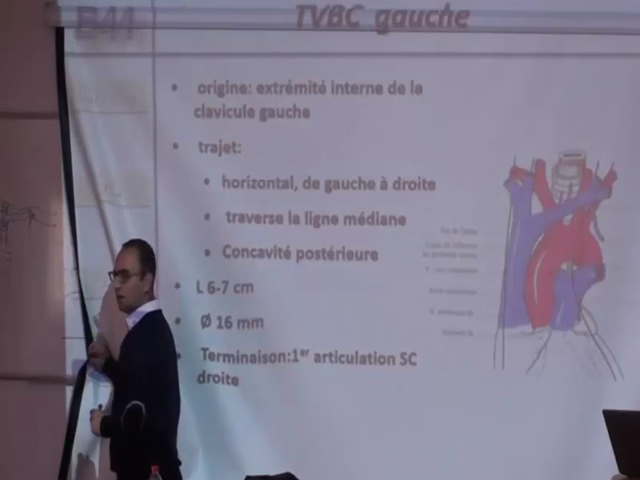 TVBC gauche
• origine: extrémité interne de la
clavicule gauche
• trajet:
• horizontal, de gauche à droite
• traverse la ligne médiane
• Concavité postérieure
• L 6-7 cm
• Ø 16 mm
• Terminaison:1er articulation SC
droite